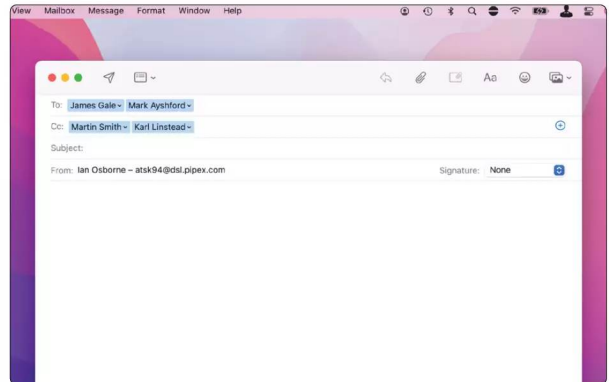 View Mailbox Message Format Window Help
Aa
To: James Gale Mark Ayshford
Cc: Martin Smith Karl Linstead
Subject:
From: Ian Osborne – atsk94@dsl.pipex.com Signature: None